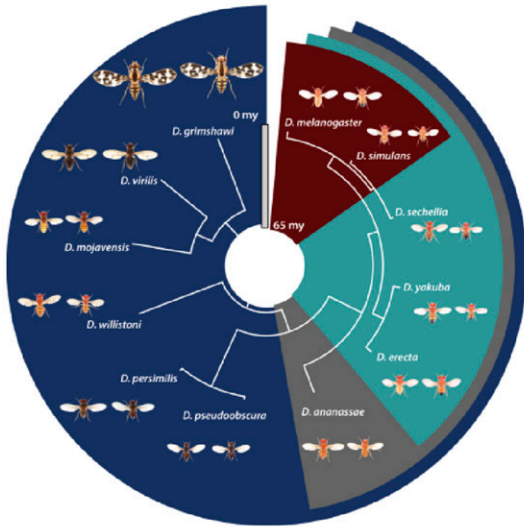 0 my
D. grimshawi
D. melanogaster
D. simulans
D. virilis
D. sechellia
65 my
D. mojavensis
D. yakuba
D. willistoni
D. erecta
D. persimilis
D. pseudoobscura
D. ananassae